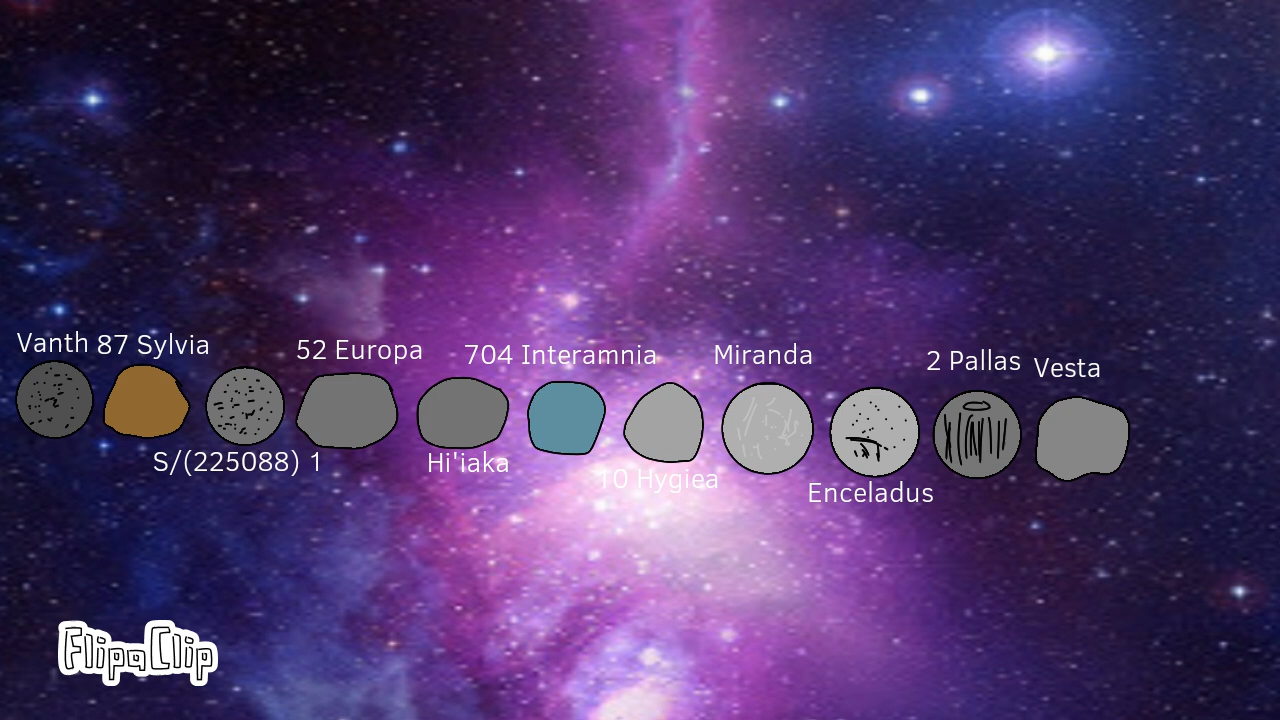 Vanth
87 Sylvia
S/(225088) 1
52 Europa
Hi'iaka
704 Interamnia
10 Hygiea
Miranda
Enceladus
2 Pallas
Vesta
FlipaClip